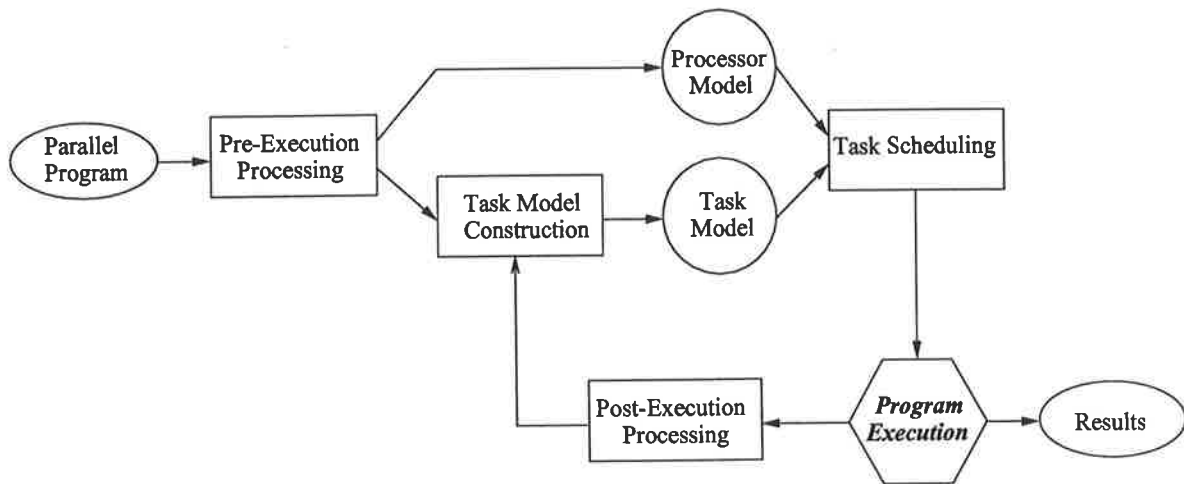 Processor
Model
Parallel
Program
Pre-Execution
Processing
Task Scheduling
Task Model
Construction
Task
Model
Post-Execution
Processing
Program
Execution
Results